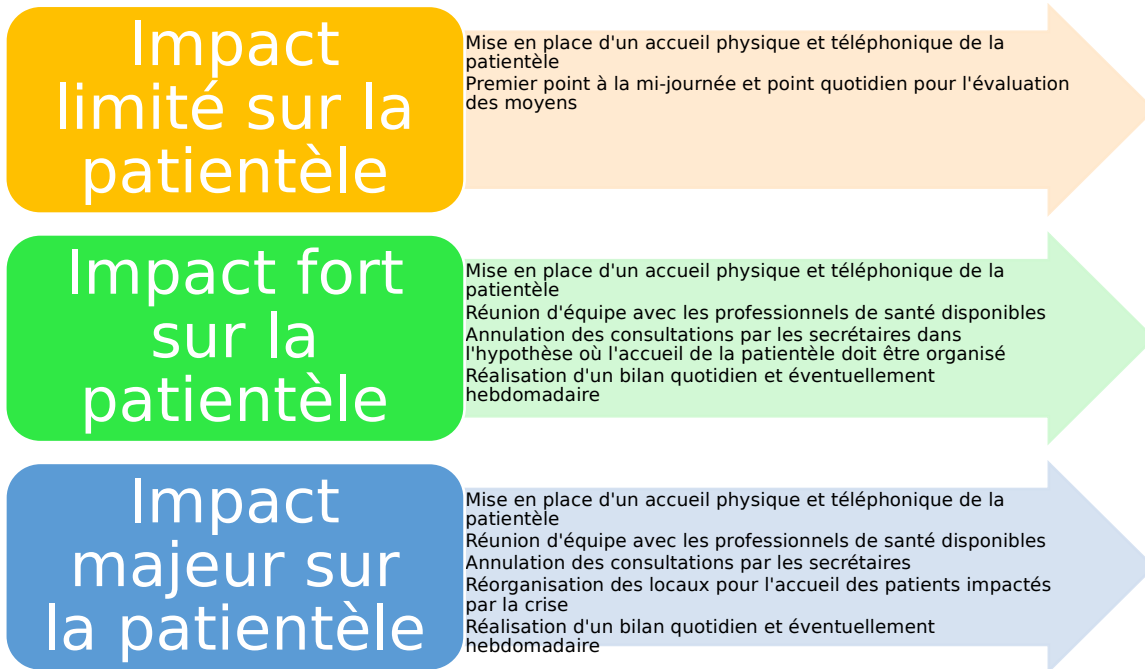 Impact
limité sur la
patientèle
Mise en place d'un accueil physique et téléphonique de la
patientèle
Premier point à la mi-journée et point quotidien pour l'évaluation
des moyens
Impact fort
sur la
patientèle
Mise en place d'un accueil physique et téléphonique de la
patientèle
Réunion d'équipe avec les professionnels de santé disponibles
Annulation des consultations par les secrétaires dans
l'hypothèse où l'accueil de la patientèle doit être organisé
Réalisation d'un bilan quotidien et éventuellement
hebdomadaire
Impact
majeur sur
la patientèle
Mise en place d'un accueil physique et téléphonique de la
patientèle
Réunion d'équipe avec les professionnels de santé disponibles
Annulation des consultations par les secrétaires
Réorganisation des locaux pour l'accueil des patients impactés
par la crise
Réalisation d'un bilan quotidien et éventuellement
hebdomadaire